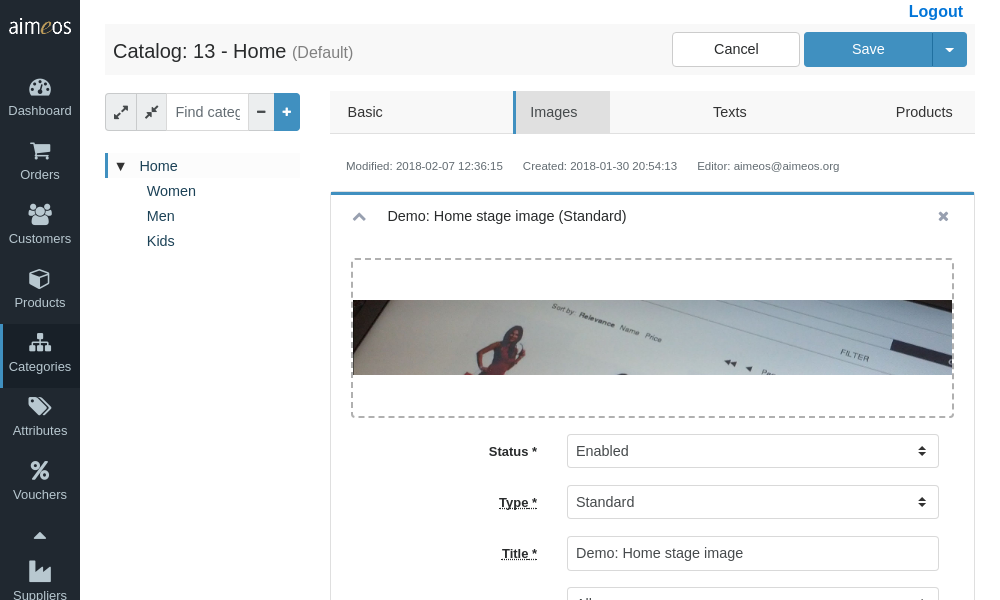 Logout
aimeos
Catalog: 13 - Home (Default)
Cancel
Save
Dashboard
Orders
Customers
Products
Categories
Attributes
Vouchers
Suppliers
Find categ
Home
Women
Men
Kids
Basic
Images
Texts
Products
Modified: 2018-02-07 12:36:15
Created: 2018-01-30 20:54:13
Editor: aimeos@aimeos.org
Demo: Home stage image (Standard)
Sort by Relevance Name Price
FILTER
Status *
Enabled
Type *
Standard
Title *
Demo: Home stage image